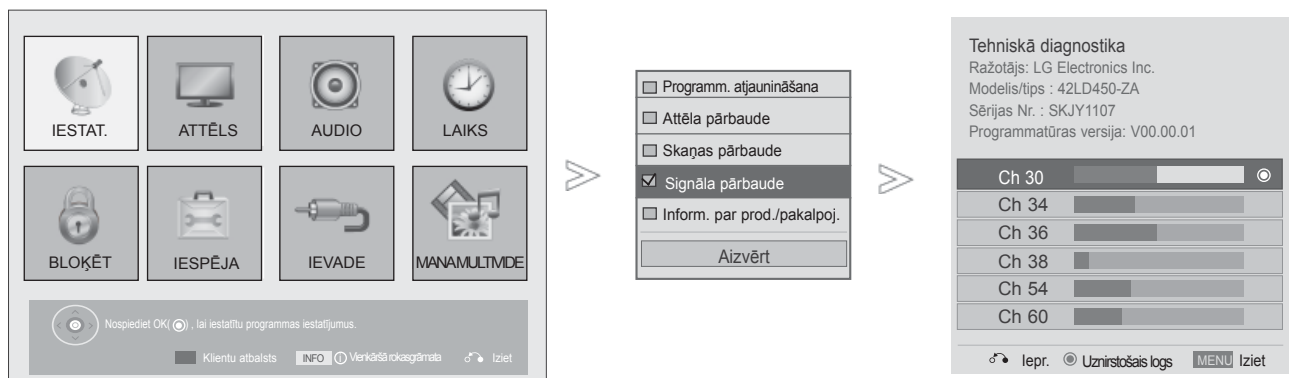 IESTAT.
ATTĒLS
AUDIO
LAIKS
BLOĶĒT
IESPĒJA
IEVADE
MANAMULTIVIDE
Nospiediet OK( ) , lai iestatītu programmas iestatījumus.
Klientu atbalsts INFO i Vienkāršā rokasgrāmata Iziet
Programm. atjaunināšana
Attēla pārbaude
Skaņas pārbaude
Signāla pārbaude
Inform. par prod./pakalpoj.
Aizvērt
Tehniskā diagnostika
Ražotājs: LG Electronics Inc.
Modelis/tips : 42LD450-ZA
Sērijas Nr. : SKJY1107
Programmatūras versija: V00.00.01
Ch 30
Ch 34
Ch 36
Ch 38
Ch 54
Ch 60
Iepr. Uznirstošais logs MENU Iziet